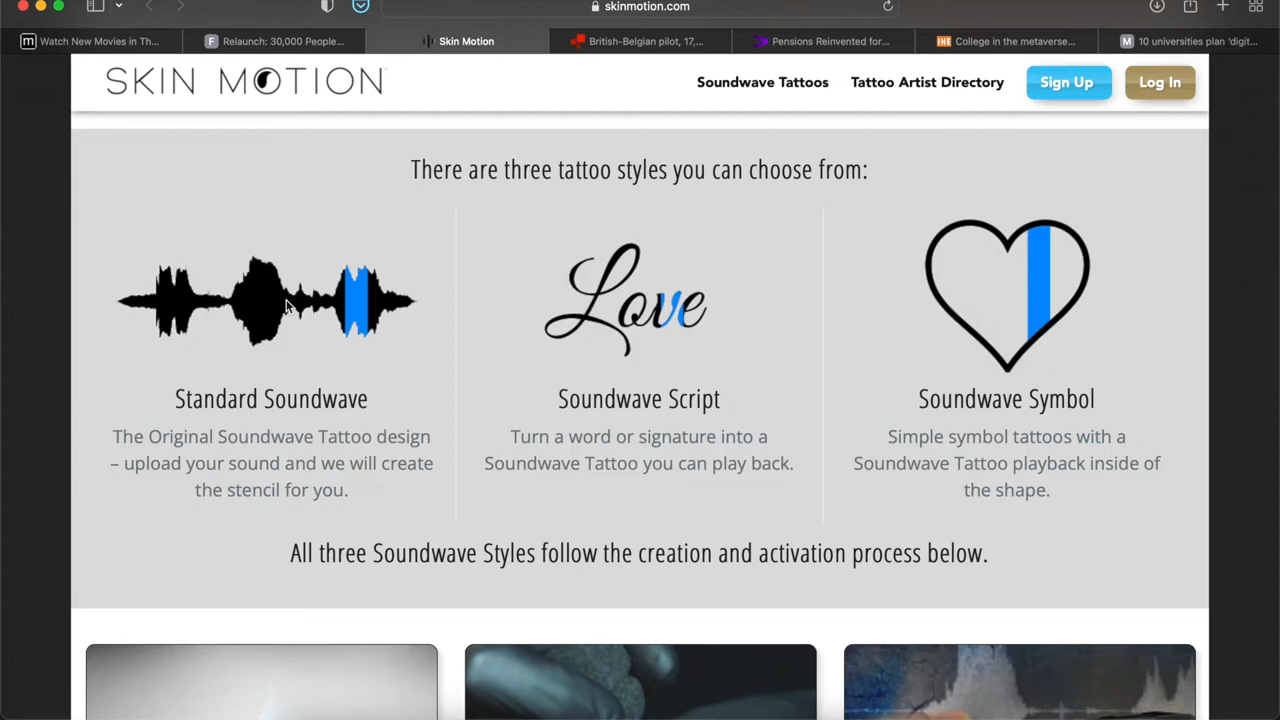 skinmotion.com
Watch New Movies in Th...
Relaunch: 30,000 People...
Skin Motion
British-Belgian pilot, 17,...
Pensions Reinvented for...
College in the metaverse...
10 universities plan 'digit...
SKIN MOTION
Soundwave Tattoos
Tattoo Artist Directory
Sign Up
Log In
There are three tattoo styles you can choose from:
Love
Standard Soundwave
The Original Soundwave Tattoo design
– upload your sound and we will create
the stencil for you.
Soundwave Script
Turn a word or signature into a
Soundwave Tattoo you can play back.
Soundwave Symbol
Simple symbol tattoos with a
Soundwave Tattoo playback inside of
the shape.
All three Soundwave Styles follow the creation and activation process below.